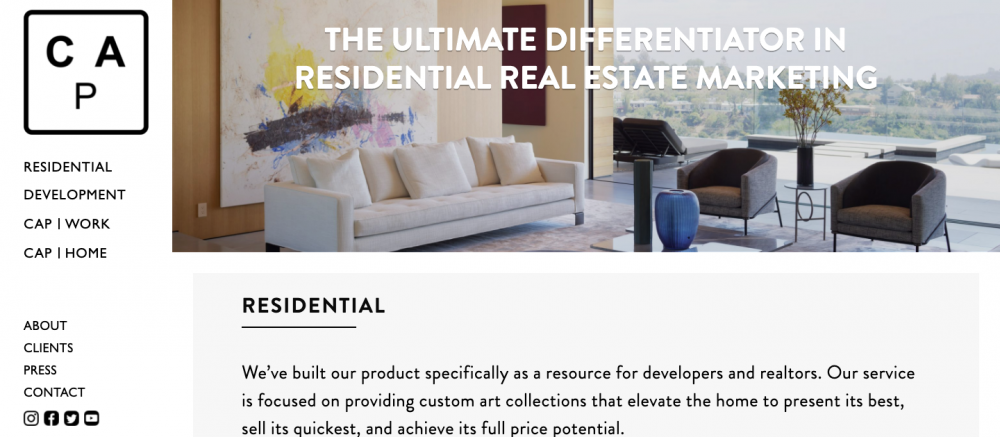 C A
P
RESIDENTIAL
DEVELOPMENT
CAP | WORK
CAP | HOME
ABOUT
CLIENTS
PRESS
CONTACT
THE ULTIMATE DIFFERENTIATOR IN
RESIDENTIAL REAL ESTATE MARKETING
RESIDENTIAL
We've built our product specifically as a resource for developers and realtors. Our service
is focused on providing custom art collections that elevate the home to present its best,
sell its quickest, and achieve its full price potential.